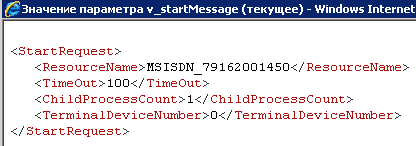 Значение параметра v_startMessage (текущее) - Windows Internet
<StartRequest>
<ResourceName>MSISDN_79162001450</ResourceName>
<TimeOut>100</TimeOut>
<ChildProcessCount>1</ChildProcessCount>
<TerminalDeviceNumber>0</TerminalDeviceNumber>
</StartRequest>